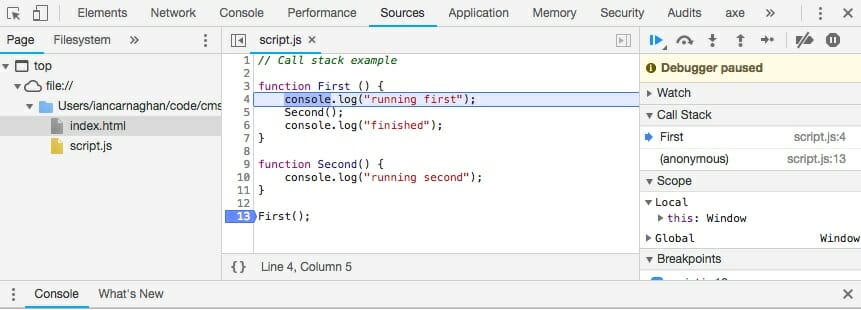 Elements Network Console Performance Sources Application Memory Security Audits axe »
Page Filesystem »
top
file://
Users/iancarnaghan/code/cms
index.html
script.js
script.js ×
1 // Call stack example
2
3 function First () {
4 console.log("running first");
5 Second();
6 console.log("finished");
7 }
8
9 function Second() {
10 console.log("running second");
11 }
12
13 First();
{} Line 4, Column 5
Debugger paused
Watch
Call Stack
First script.js:4
(anonymous) script.js:13
Scope
Local
this: Window
Global Window
Breakpoints
Console What's New